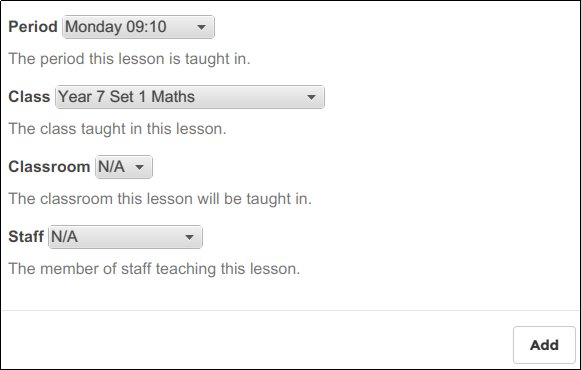 Period Monday 09:10
The period this lesson is taught in.
Class Year 7 Set 1 Maths
The class taught in this lesson.
Classroom N/A
The classroom this lesson will be taught in.
Staff N/A
The member of staff teaching this lesson.
Add